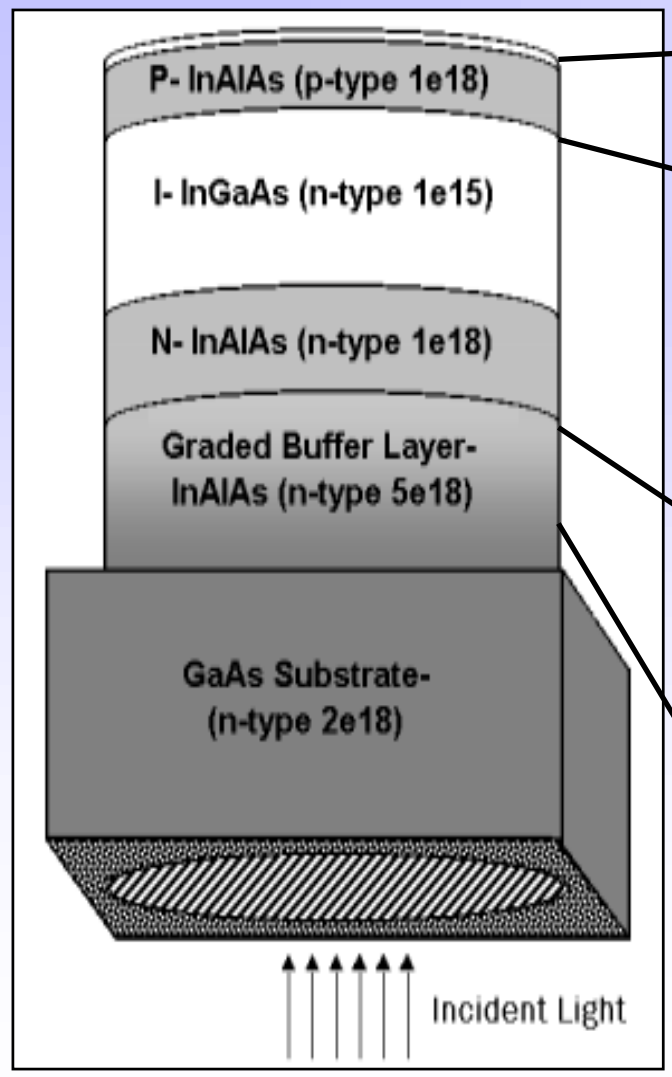 P- InAlAs (p-type 1e18)
I- InGaAs (n-type 1e15)
N- InAlAs (n-type 1e18)
Graded Buffer Layer-
InAlAs (n-type 5e18)
GaAs Substrate-
(n-type 2e18)
Incident Light